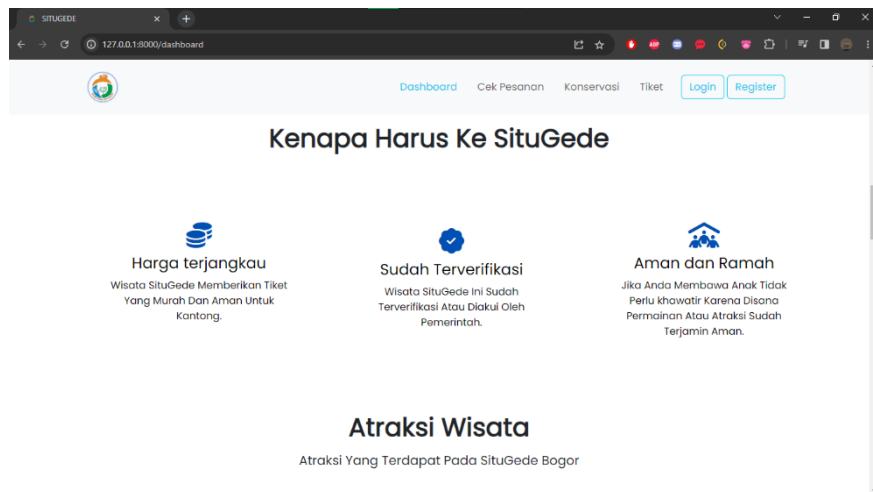 SITUGEDE
127.0.0.1:8000/dashboard
ABP
Dashboard Cek Pesanan Konservasi Tiket Login Register
Kenapa Harus Ke SituGede
Harga terjangkau
Wisata SituGede Memberikan Tiket
Yang Murah Dan Aman Untuk
Kantong.
Sudah Terverifikasi
Wisata SituGede Ini Sudah
Terverifikasi Atau Diakui Oleh
Pemerintah.
Aman dan Ramah
Jika Anda Membawa Anak Tidak
Perlu khawatir Karena Disana
Permainan Atau Atraksi Sudah
Terjamin Aman.
Atraksi Wisata
Atraksi Yang Terdapat Pada SituGede Bogor